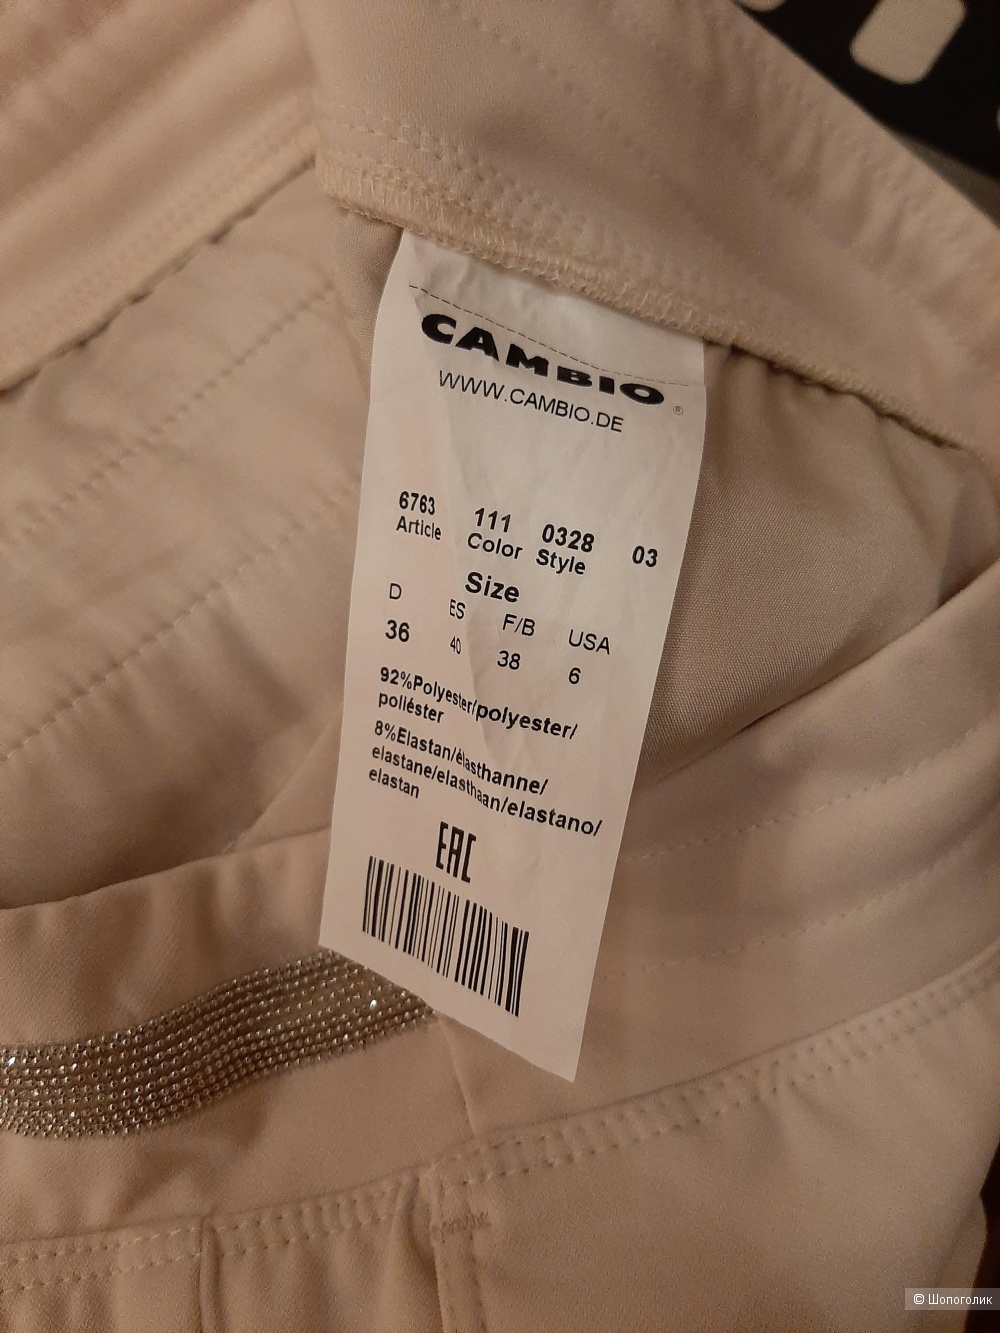 CAMBIO®
WWW.CAMBIO.DE
6763 111 0328 03
Article Color Style
Size
D ES F/B USA
36 40 38 6
92%Polyester/polyester/
poliéster
8%Elastan/élasthanne/
elastane/elasthaan/elastano/
elastan
EAC
© Шопоголик